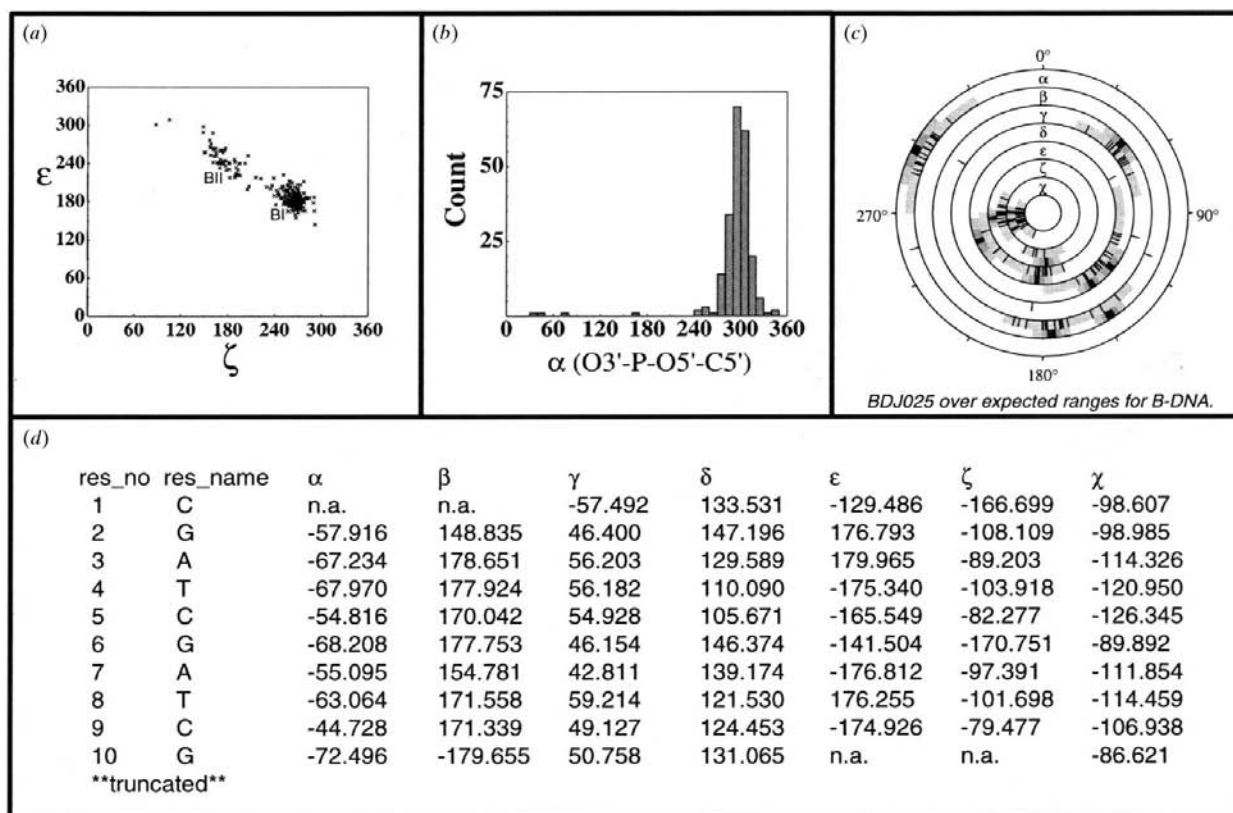 (a)
360
300
240
180
120
60
0
ε
BII
BI
0 60 120 180 240 300 360
ζ
(b)
75
50
25
Count
0 60 120 180 240 300 360
α (O3'-P-O5'-C5')
(c)
0°
α
β
γ
δ
ε
ζ
χ
270°
90°
180°
BDJ025 over expected ranges for B-DNA.
(d)
res_no res_name α β γ δ ε ζ χ
1 C n.a. n.a. -57.492 133.531 -129.486 -166.699 -98.607
2 G -57.916 148.835 46.400 147.196 176.793 -108.109 -98.985
3 A -67.234 178.651 56.203 129.589 179.965 -89.203 -114.326
4 T -67.970 177.924 56.182 110.090 -175.340 -103.918 -120.950
5 C -54.816 170.042 54.928 105.671 -165.549 -82.277 -126.345
6 G -68.208 177.753 46.154 146.374 -141.504 -170.751 -89.892
7 A -55.095 154.781 42.811 139.174 -176.812 -97.391 -111.854
8 T -63.064 171.558 59.214 121.530 176.255 -101.698 -114.459
9 C -44.728 171.339 49.127 124.453 -174.926 -79.477 -106.938
10 G -72.496 -179.655 50.758 131.065 n.a. n.a. -86.621
**truncated**